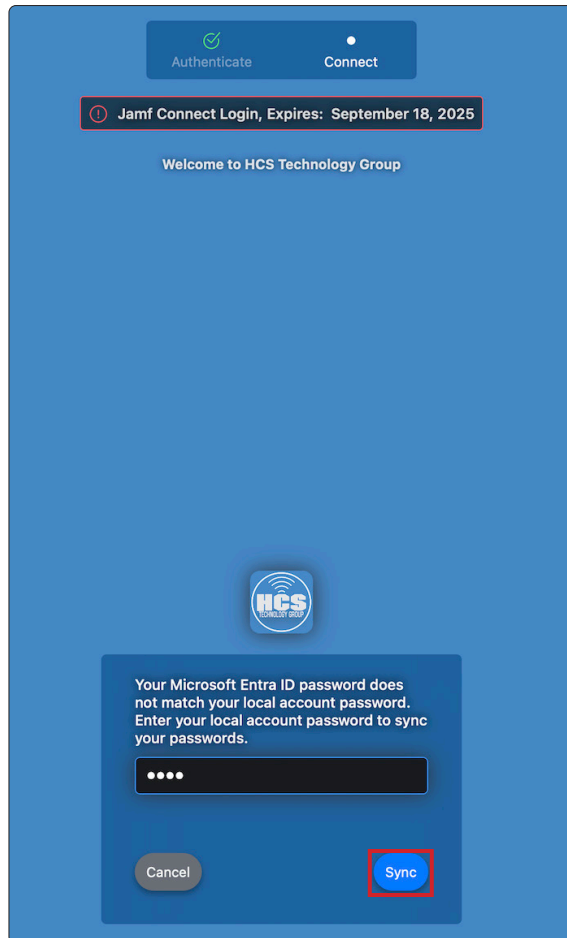 Authenticate
Connect
Jamf Connect Login, Expires: September 18, 2025
Welcome to HCS Technology Group
HCS
TECHNOLOGY GROUP
Your Microsoft Entra ID password does
not match your local account password.
Enter your local account password to sync
your passwords.
Cancel
Sync